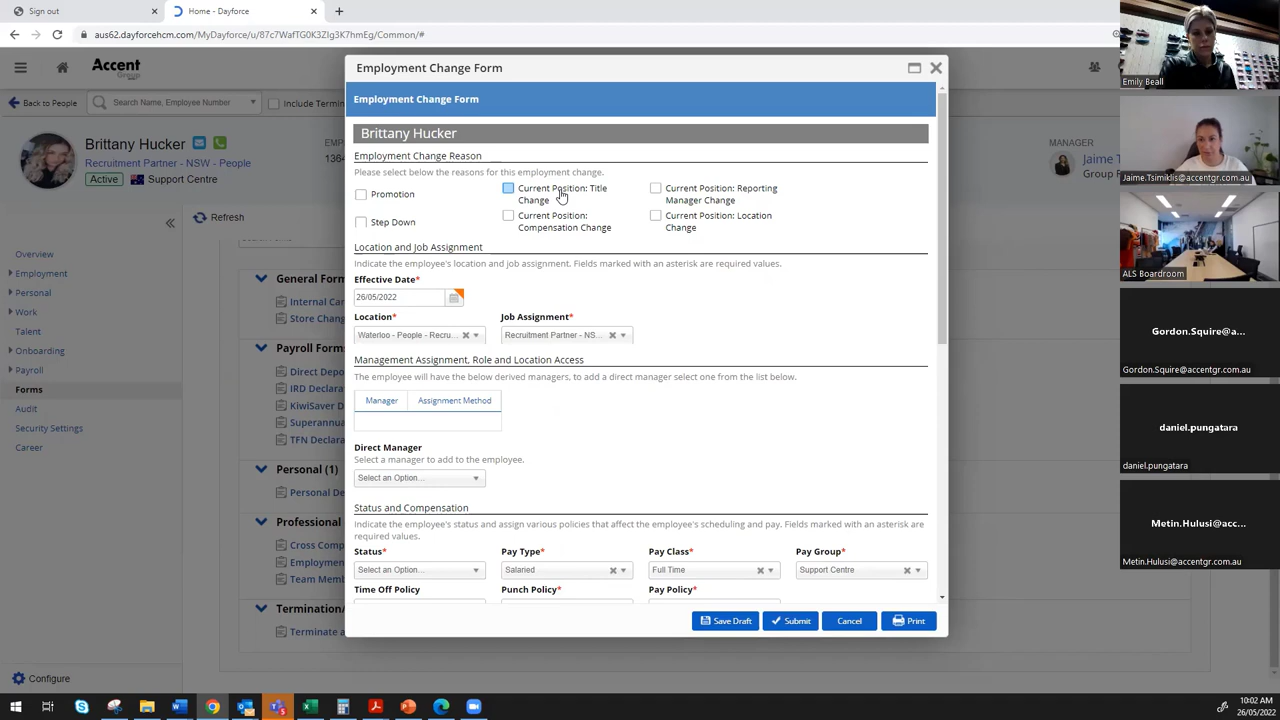 Sign out
Home - Dayforce
aus62.dayforcehcm.com/MyDayforce/u/87c7WafTG0K3ZIg3K7hmEg/Common/#
Accent
Group
Back to People
Search Name, Employee Number
Include Termin
Brittany Hucker
Recruitment Partner - NSW - People
Active
Support
EMP
1364
MANAGER
Jaime T
Refresh
Overview
Employment
Personal
Work
Talent
Onboarding
Payroll
Forms
Audit
Security Settings
Career
Configure
General Form
Internal Car
Store Chang
Payroll Form
Direct Depo
IRD Declara
KiwiSaver D
Superannua
TFN Declara
Personal (1)
Personal De
Professional
Cross Comp
Employmen
Team Memb
Termination/
Terminate a
Employment Change Form
Employment Change Form
Brittany Hucker
Employment Change Reason
Please select below the reasons for this employment change.
Promotion
Current Position: Title
Change
Current Position: Reporting
Manager Change
Step Down
Current Position:
Compensation Change
Current Position: Location
Change
Location and Job Assignment
Indicate the employee's location and job assignment. Fields marked with an asterisk are required values.
Effective Date*
26/05/2022
Location* Job Assignment*
Waterloo - People - Recru... Recruitment Partner - NS...
Management Assignment, Role and Location Access
The employee will have the below derived managers, to add a direct manager select one from the list below.
Manager Assignment Method
Direct Manager
Select a manager to add to the employee.
Select an Option...
Status and Compensation
Indicate the employee's status and assign various policies that affect the employee's scheduling and pay. Fields marked with an asterisk are
required values.
Status* Pay Type* Pay Class* Pay Group*
Select an Option... Salaried Full Time Support Centre
Time Off Policy Punch Policy* Pay Policy*
Save Draft Submit Cancel Print
Emily Beall
Jaime.Tsimiklis@accentgr.com.au
ALS Boardroom
Gordon.Squire@a...
Gordon.Squire@accentgr.com.au
daniel.pungatara
daniel.pungatara
Metin.Hulusi@acc...
Metin.Hulusi@accentgr.com.au
10:02 AM
26/05/2022